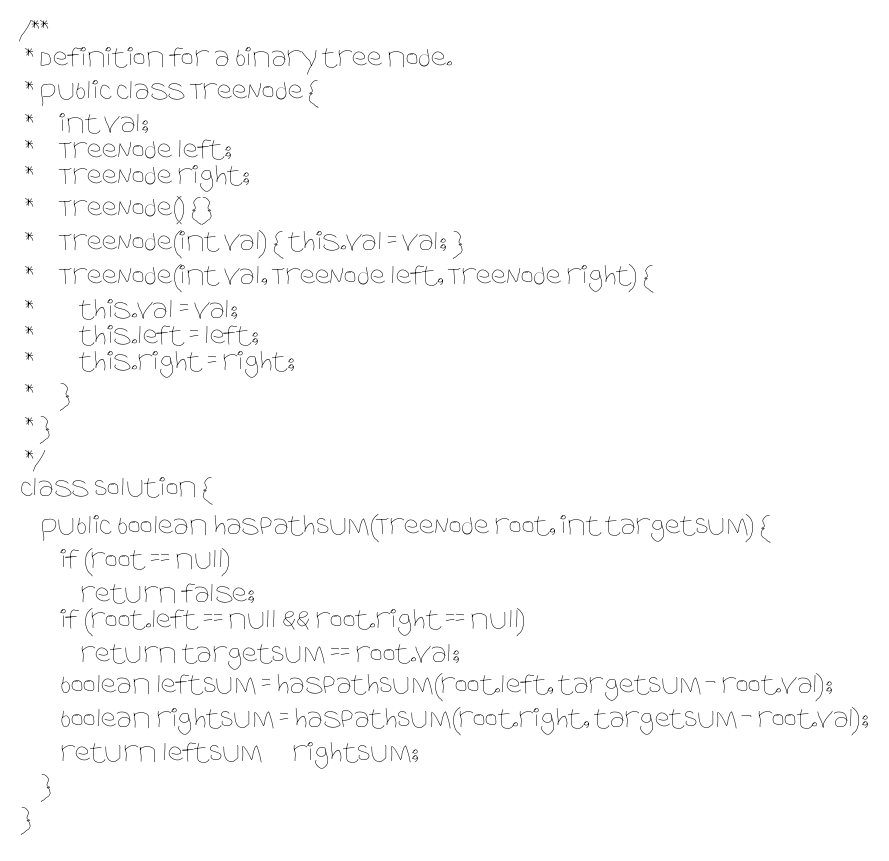 /**
 * Definition for a binary tree node.
 * public class TreeNode {
 *     int val;
 *     TreeNode left;
 *     TreeNode right;
 *     TreeNode() {}
 *     TreeNode(int val) { this.val = val; }
 *     TreeNode(int val, TreeNode left, TreeNode right) {
 *         this.val = val;
 *         this.left = left;
 *         this.right = right;
 *     }
 * }
 */
class Solution {
    public boolean hasPathSum(TreeNode root, int targetSum) {
        if (root == null)
            return false;
        if (root.left == null && root.right == null)
            return targetSum == root.val;
        boolean leftSum = hasPathSum(root.left, targetSum - root.val);
        boolean rightSum = hasPathSum(root.right, targetSum - root.val);
        return leftSum    rightSum;
    }
}